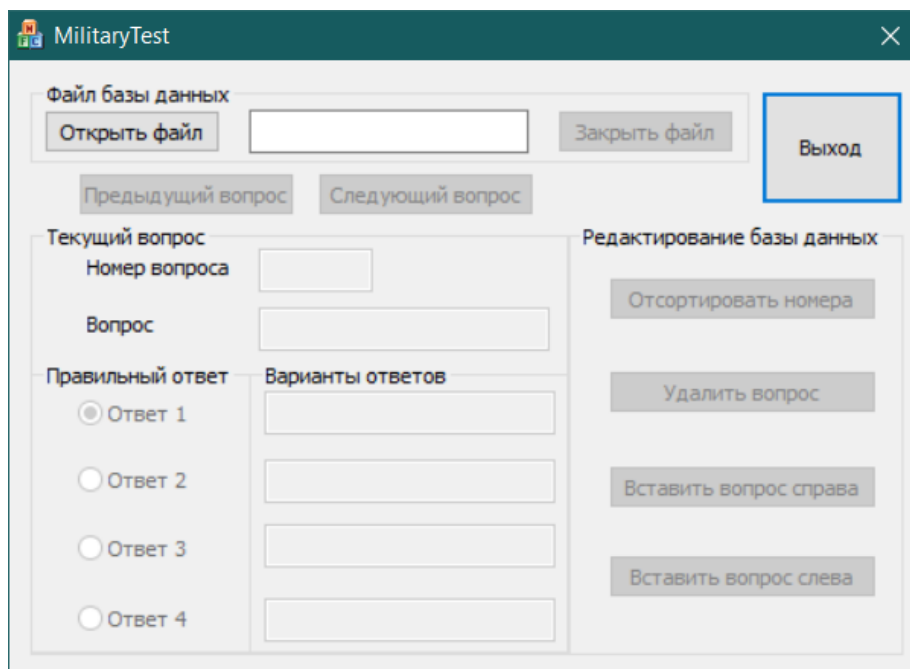 MilitaryTest
Файл базы данных
Открыть файл
Закрыть файл
Выход
Предыдущий вопрос
Следующий вопрос
Текущий вопрос
Номер вопроса
Вопрос
Правильный ответ
Варианты ответов
Ответ 1
Ответ 2
Ответ 3
Ответ 4
Редактирование базы данных
Отсортировать номера
Удалить вопрос
Вставить вопрос справа
Вставить вопрос слева